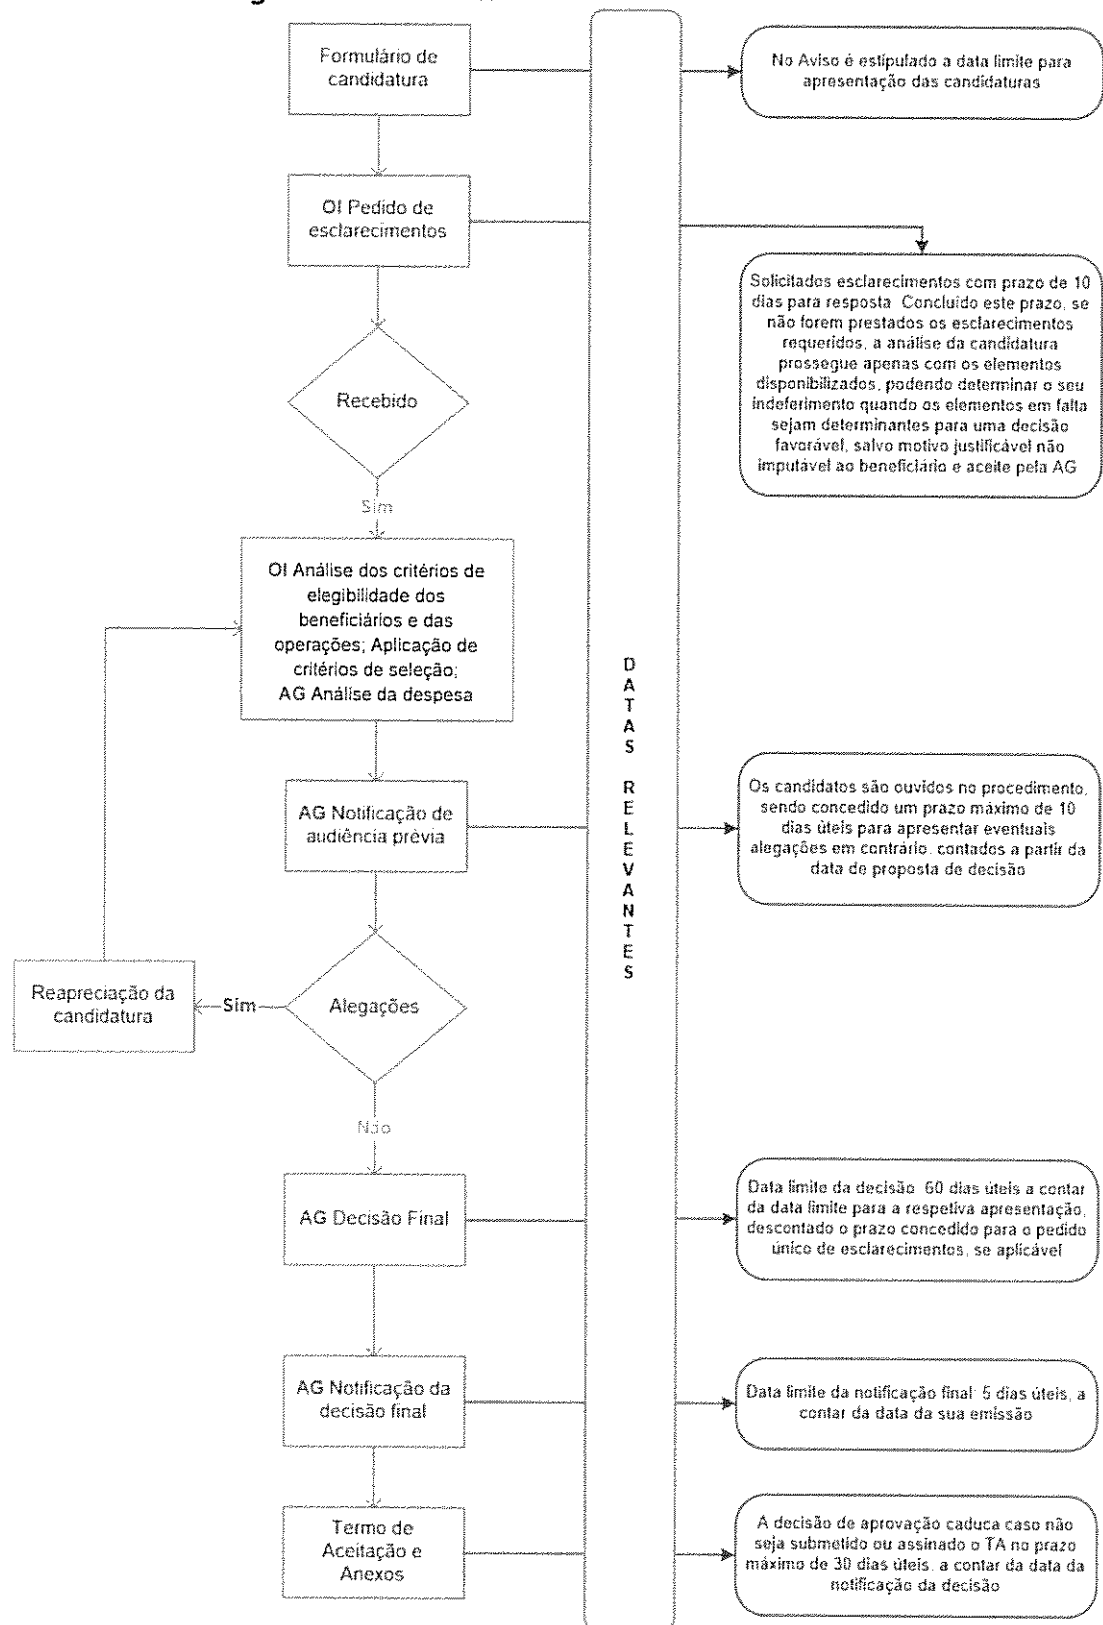 Formulário de
candidatura
No Aviso é estipulado a data limite para
apresentação das candidaturas
OI Pedido de
esclarecimentos
Solicitados esclarecimentos com prazo de 10
dias para resposta. Concluído este prazo, se
não forem prestados os esclarecimentos
requeridos, a análise da candidatura
prossegue apenas com os elementos
disponibilizados, podendo determinar o seu
indeferimento quando os elementos em falta
sejam determinantes para uma decisão
favorável, salvo motivo justificável não
imputável ao beneficiário e aceite pela AG
Recebido
Sim
OI Análise dos critérios de
elegibilidade dos
beneficiários e das
operações; Aplicação de
critérios de seleção;
AG Análise da despesa
DATAS RELEVANTES
AG Notificação de
audiência prévia
Os candidatos são ouvidos no procedimento,
sendo concedido um prazo máximo de 10
dias úteis para apresentar eventuais
alegações em contrário, contados a partir da
data de proposta de decisão
Reapreciação da
candidatura
Sim
Alegações
Não
AG Decisão Final
Data limite da decisão: 60 dias úteis a contar
da data limite para a respetiva apresentação,
descontado o prazo concedido para o pedido
único de esclarecimentos, se aplicável
AG Notificação da
decisão final
Data limite da notificação final: 5 dias úteis, a
contar da data da sua emissão
Termo de
Aceitação e
Anexos
A decisão de aprovação caduca caso não
seja submetido ou assinado o TA no prazo
máximo de 30 dias úteis, a contar da data da
notificação da decisão